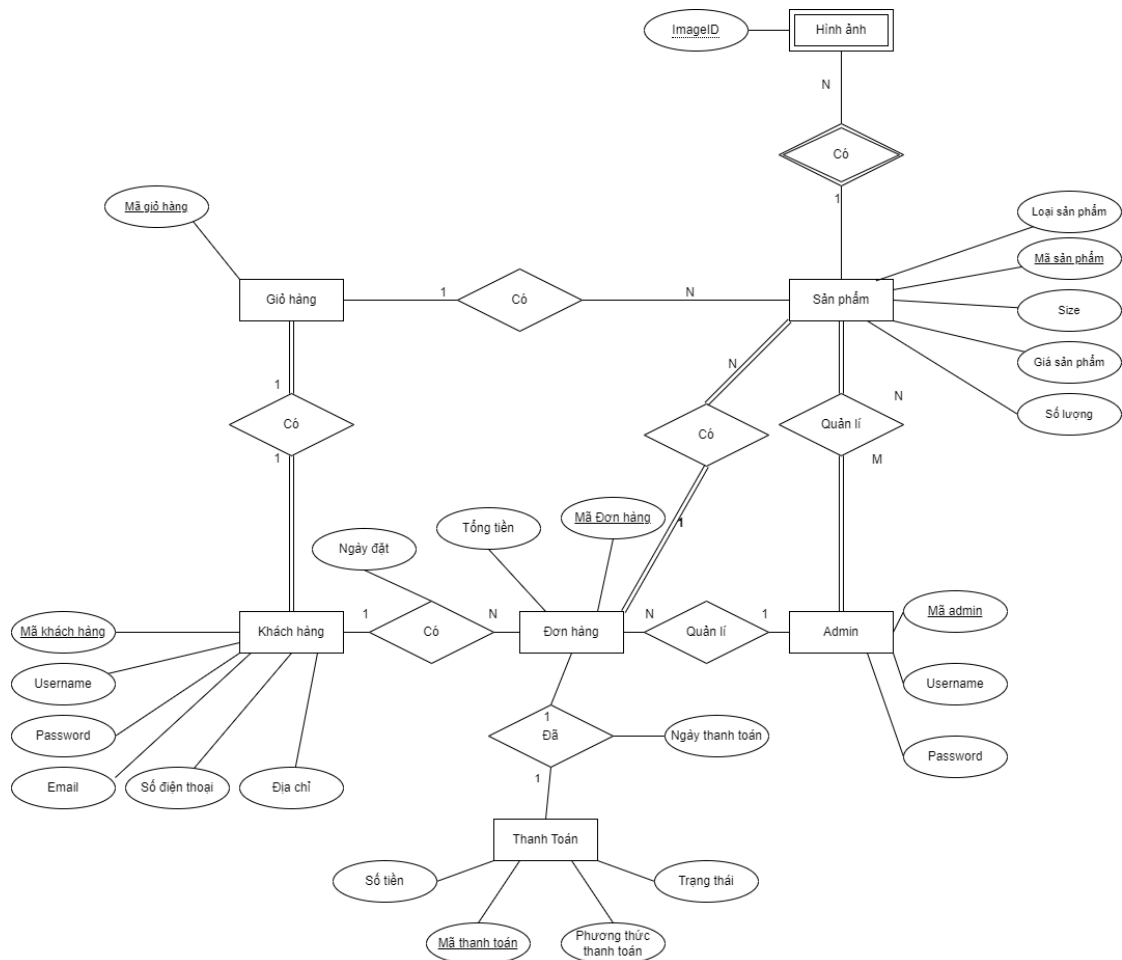 ImageID
Hình ảnh
N
Có
1
Loại sản phẩm
Mã giỏ hàng
Mã sản phẩm
Giỏ hàng
1
Có
N
Sản phẩm
Size
Giá sản phẩm
N
1
N
Số lượng
Có
Có
Quản lí
1
M
Mã Đơn hàng
Tổng tiền
1
Ngày đặt
Mã khách hàng
Khách hàng
1
Có
N
Đơn hàng
N
Quản lí
1
Admin
Mã admin
Username
Username
1
Password
Đã
Ngày thanh toán
Password
1
Email
Số điện thoại
Địa chỉ
Thanh Toán
Số tiền
Trạng thái
Mã thanh toán
Phương thức
thanh toán